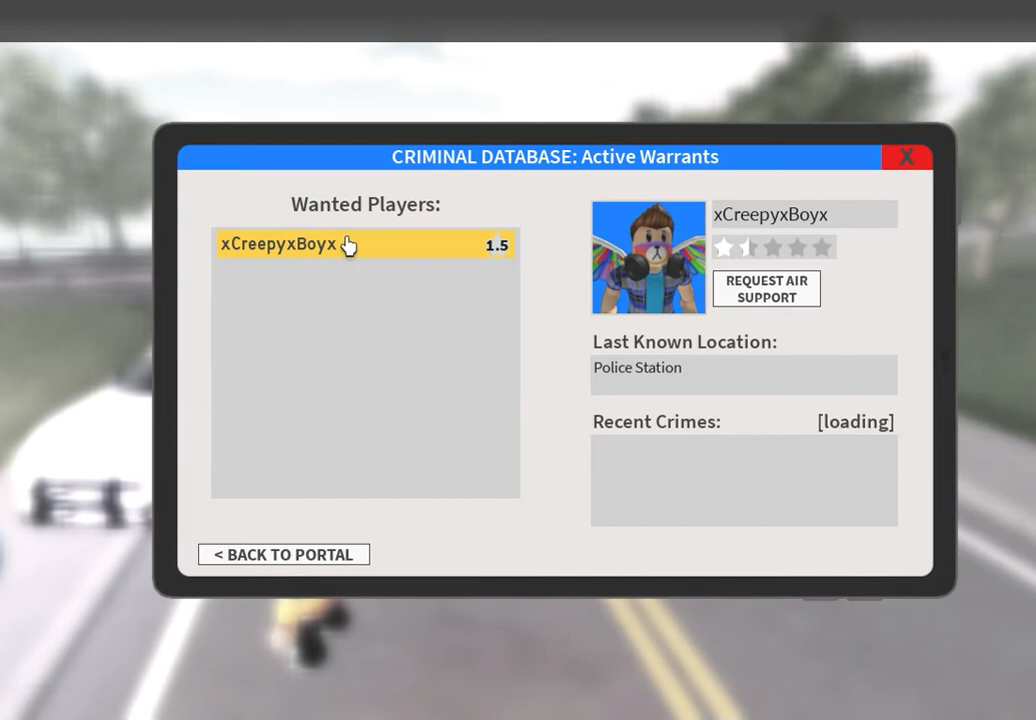 CRIMINAL DATABASE: Active Warrants
X
Wanted Players:
xCreepyxBoyx 1.5
xCreepyxBoyx
REQUEST AIR
SUPPORT
Last Known Location:
Police Station
Recent Crimes: [loading]
< BACK TO PORTAL